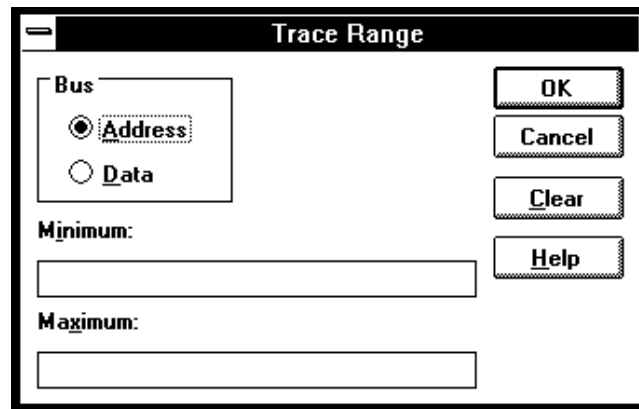 Trace Range
Bus
Address
Data
Minimum:
Maximum:
OK
Cancel
Clear
Help